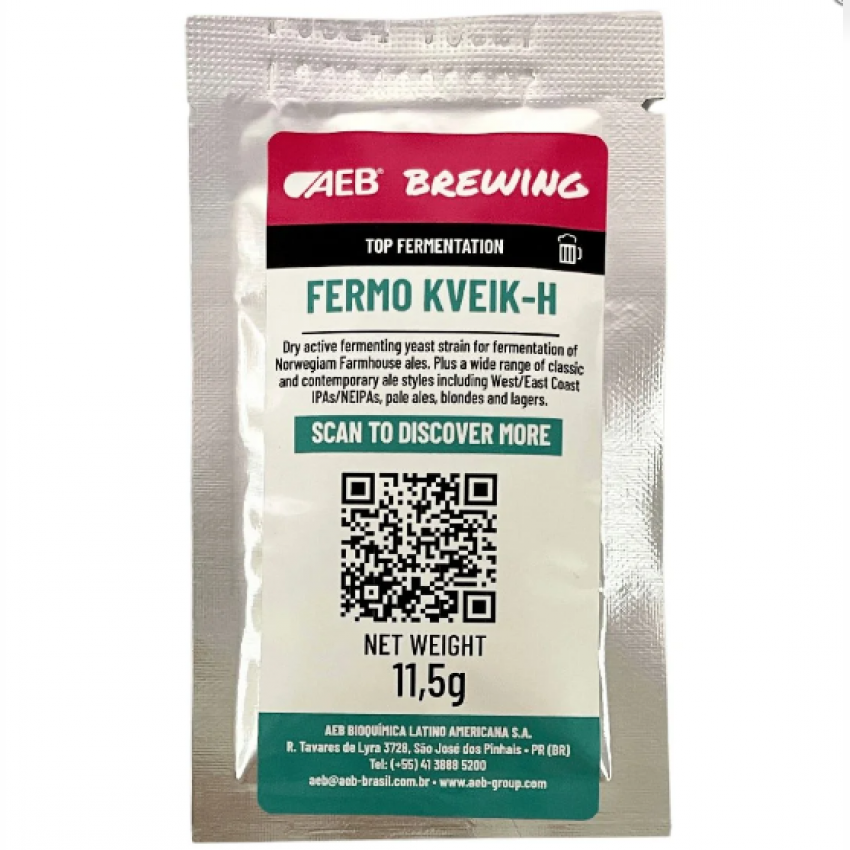 AEB® BREWING
TOP FERMENTATION
FERMO KVEIK-H
Dry active fermenting yeast strain for fermentation of
Norwegiam Farmhouse ales. Plus a wide range of classic
and contemporary ale styles including West/East Coast
IPAs/NEIPAs, pale ales, blondes and lagers.
SCAN TO DISCOVER MORE
NET WEIGHT
11,5g
AEB BIOQUÍMICA LATINO AMERICANA S.A.
R. Tavares de Lyra 3728, São José dos Pinhais - PR (BR)
Tel: (+55) 41 3888 5200
aeb@aeb-brasil.com.br • www.aeb-group.com